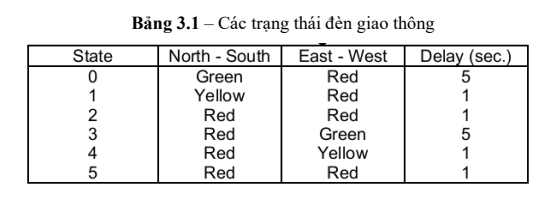 Bảng 3.1 – Các trạng thái đèn giao thông
State North - South East - West Delay (sec.)
0 Green Red 5
1 Yellow Red 1
2 Red Red 1
3 Red Green 5
4 Red Yellow 1
5 Red Red 1